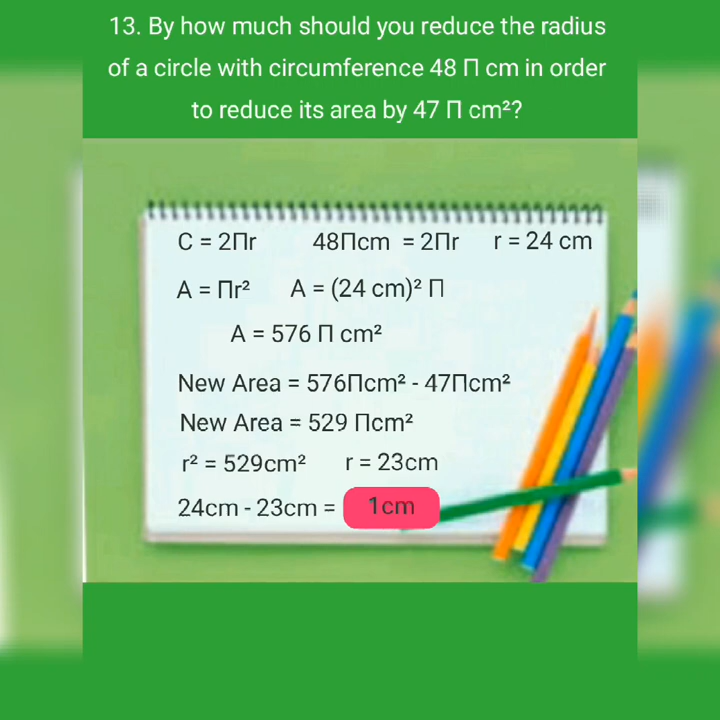 13. By how much should you reduce the radius
of a circle with circumference 48 Π cm in order
to reduce its area by 47 Π cm²?
C = 2Πr 48Πcm = 2Πr r = 24 cm
A = Πr² A = (24 cm)² Π
A = 576 Π cm²
New Area = 576Πcm² - 47Πcm²
New Area = 529 Πcm²
r² = 529cm² r = 23cm
24cm - 23cm = 1cm